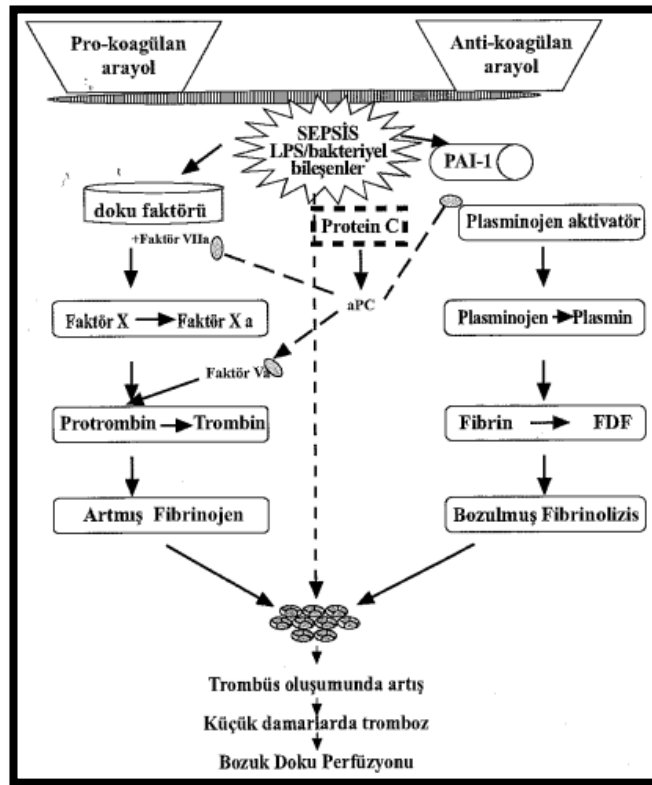 Pro-koagülan
arayol
Anti-koagülan
arayol
SEPSİS
LPS/bakteriyel
bileşenler
PAI-1
doku faktörü
+Faktör VIIa
Protein C
Plasminojen aktivatör
aPC
Faktör X
Faktör X a
Plasminojen
Plasmin
Faktör Va
Protrombin
Trombin
Fibrin
FDF
Artmış Fibrinojen
Bozulmuş Fibrinolizis
Trombüs oluşumunda artış
Küçük damarlarda tromboz
Bozuk Doku Perfüzyonu